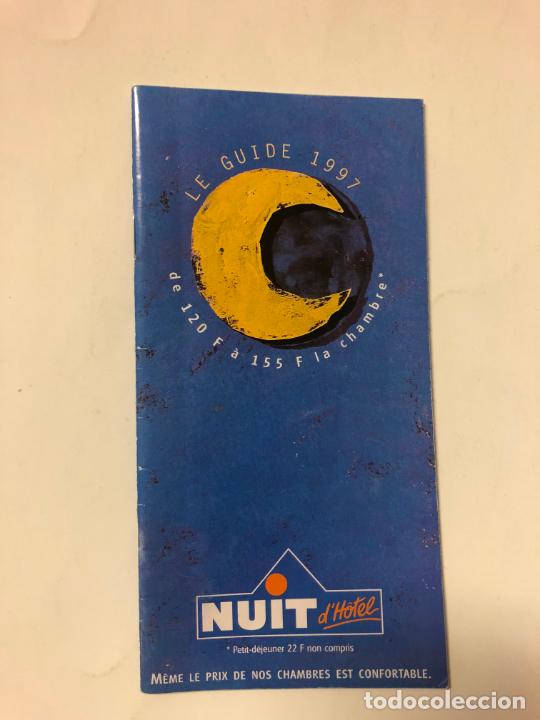 LE GUIDE 1997
de 120 F à 155 F la chambre*
NUIT d'Hôtel
* Petit-déjeuner 22 F non compris
MÊME LE PRIX DE NOS CHAMBRES EST CONFORTABLE.
todocoleccion